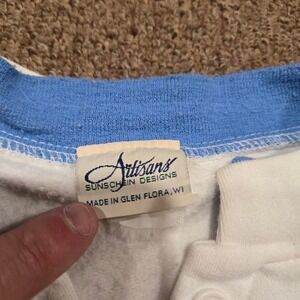 Artisans
SUNSCHEIN DESIGNS
MADE IN GLEN FLORA, WI